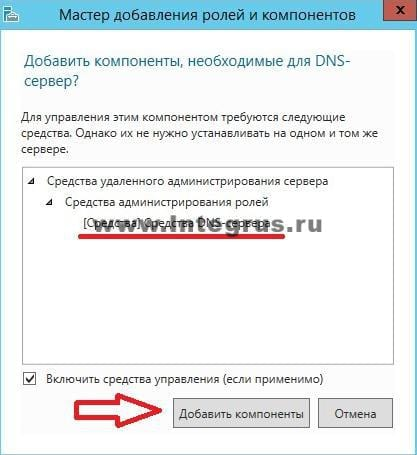 Мастер добавления ролей и компонентов
x
Добавить компоненты, необходимые для DNS-
сервер?
Для управления этим компонентом требуются следующие
средства. Однако их не нужно устанавливать на одном и том же
сервере.
Средства удаленного администрирования сервера
Средства администрирования ролей
[Средства] Средства DNS-сервера
www.integrus.ru
Включить средства управления (если применимо)
Добавить компоненты
Отмена